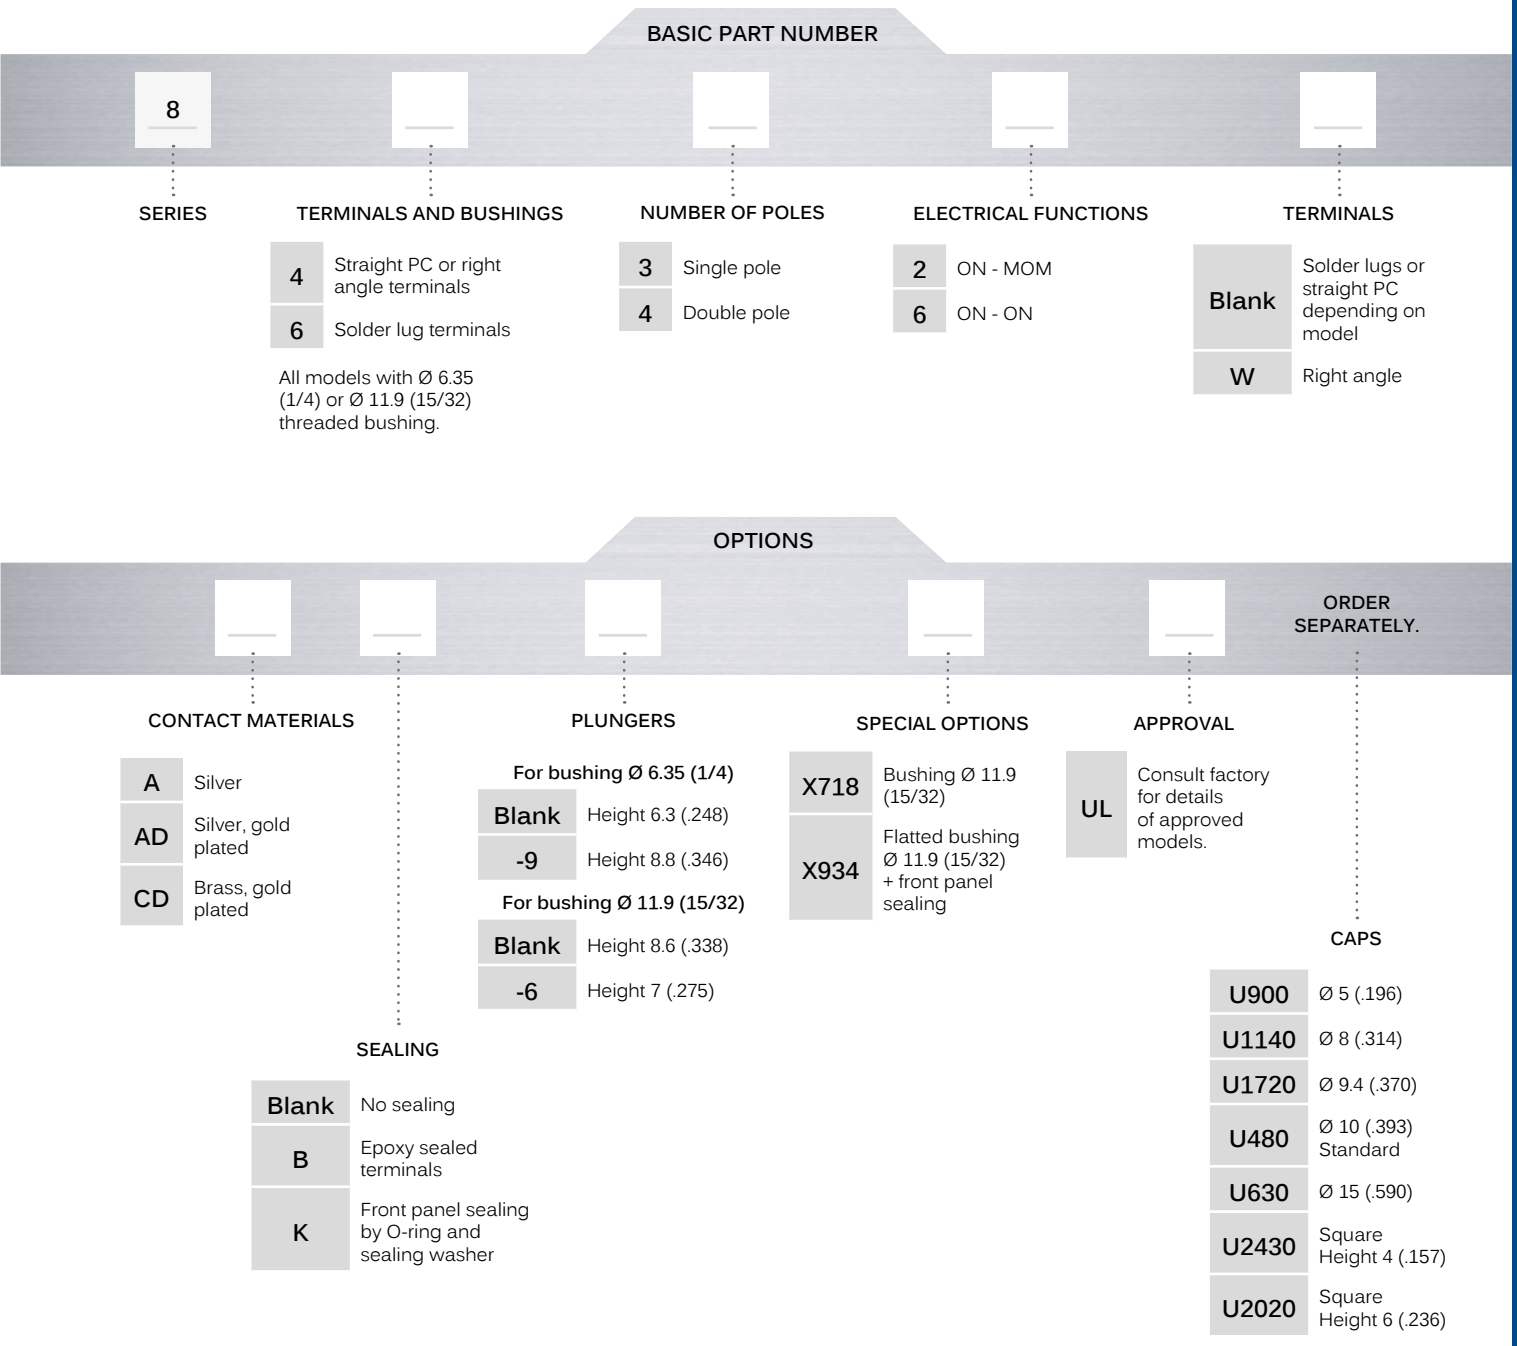 BASIC PART NUMBER
8
SERIES
TERMINALS AND BUSHINGS
4
Straight PC or right
angle terminals
6
Solder lug terminals
All models with Ø 6.35
(1/4) or Ø 11.9 (15/32)
threaded bushing.
NUMBER OF POLES
3
Single pole
4
Double pole
ELECTRICAL FUNCTIONS
2
ON - MOM
6
ON - ON
TERMINALS
Blank
Solder lugs or
straight PC
depending on
model
W
Right angle
OPTIONS
CONTACT MATERIALS
A
Silver
AD
Silver, gold
plated
CD
Brass, gold
plated
SEALING
Blank
No sealing
B
Epoxy sealed
terminals
K
Front panel sealing
by O-ring and
sealing washer
PLUNGERS
For bushing Ø 6.35 (1/4)
Blank
Height 6.3 (.248)
-9
Height 8.8 (.346)
For bushing Ø 11.9 (15/32)
Blank
Height 8.6 (.338)
-6
Height 7 (.275)
SPECIAL OPTIONS
X718
Bushing Ø 11.9
(15/32)
X934
Flatted bushing
Ø 11.9 (15/32)
+ front panel
sealing
APPROVAL
UL
Consult factory
for details
of approved
models.
ORDER
SEPARATELY.
CAPS
U900
Ø 5 (.196)
U1140
Ø 8 (.314)
U1720
Ø 9.4 (.370)
U480
Ø 10 (.393)
Standard
U630
Ø 15 (.590)
U2430
Square
Height 4 (.157)
U2020
Square
Height 6 (.236)